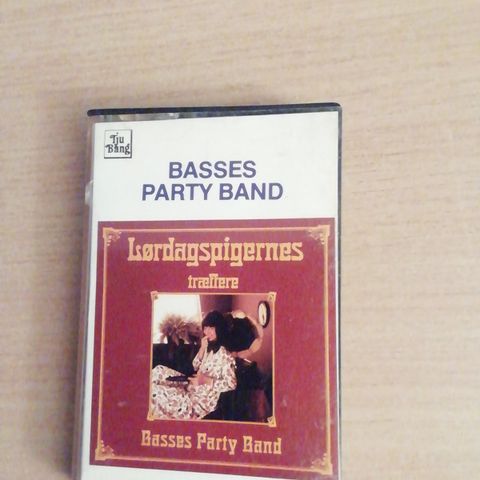 Tju
Bang
BASSES
PARTY BAND
Lørdagspigernes
træffere
Basses Party Band